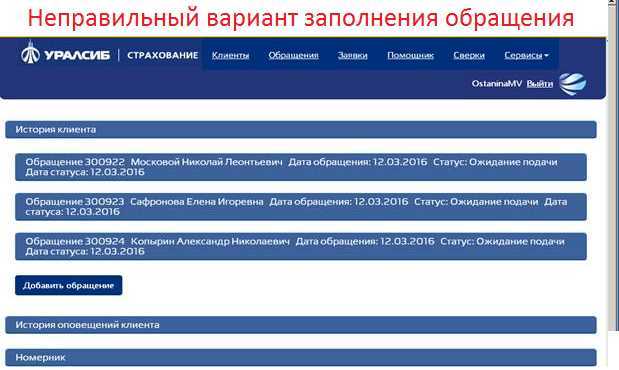 Неправильный вариант заполнения обращения
УРАЛСИБ | СТРАХОВАНИЕ Клиенты Обращения Заявки Помощник Сверки Сервисы
OstaninaMV Выйти
История клиента
Обращение 300922 Московой Николай Леонтьевич Дата обращения: 12.03.2016 Статус: Ожидание подачи
Дата статуса: 12.03.2016
Обращение 300923 Сафронова Елена Игоревна Дата обращения: 12.03.2016 Статус: Ожидание подачи Дата
статуса: 12.03.2016
Обращение 300924 Копырин Александр Николаевич Дата обращения: 12.03.2016 Статус: Ожидание подачи
Дата статуса: 12.03.2016
Добавить обращение
История оповещений клиента
Номерник